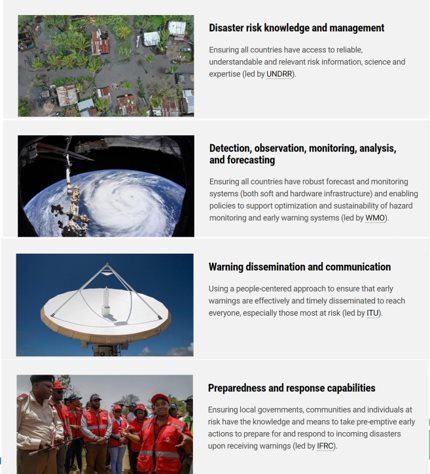 Disaster risk knowledge and management
Ensuring all countries have access to reliable,
understandable and relevant risk information, science and
expertise (led by UNDRR).
Detection, observation, monitoring, analysis,
and forecasting
Ensuring all countries have robust forecast and monitoring
systems (both soft and hardware infrastructure) and enabling
policies to support optimization and sustainability of hazard
monitoring and early warning systems (led by WMO).
Warning dissemination and communication
Using a people-centered approach to ensure that early
warnings are effectively and timely disseminated to reach
everyone, especially those most at risk (led by ITU).
Preparedness and response capabilities
Ensuring local governments, communities and individuals at
risk have the knowledge and means to take pre-emptive early
actions to prepare for and respond to incoming disasters
upon receiving warnings (led by IFRC).